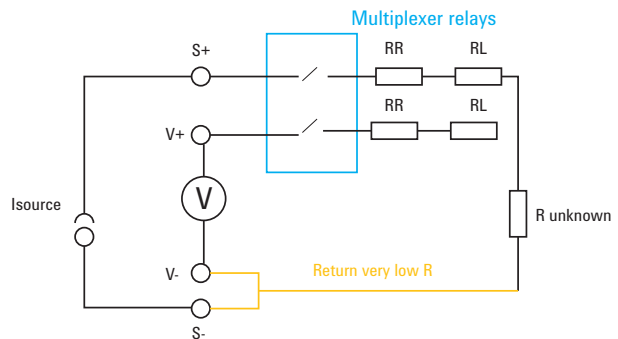 Multiplexer relays
S+
RR
RL
V+
RR
RL
Isource
V
R unknown
V-
Return very low R
S-